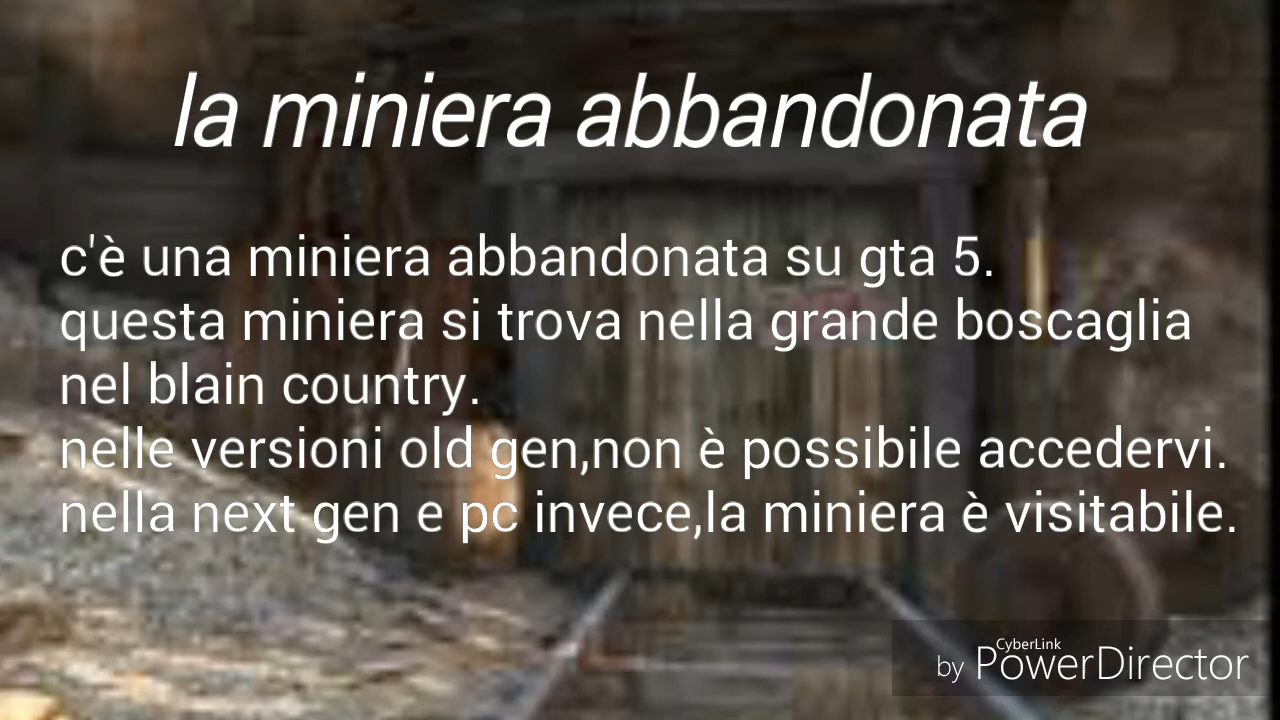 la miniera abbandonata
c'è una miniera abbandonata su gta 5.
questa miniera si trova nella grande boscaglia
nel blain country.
nelle versioni old gen,non è possibile accedervi.
nella next gen e pc invece,la miniera è visitabile.
CyberLink
by PowerDirector